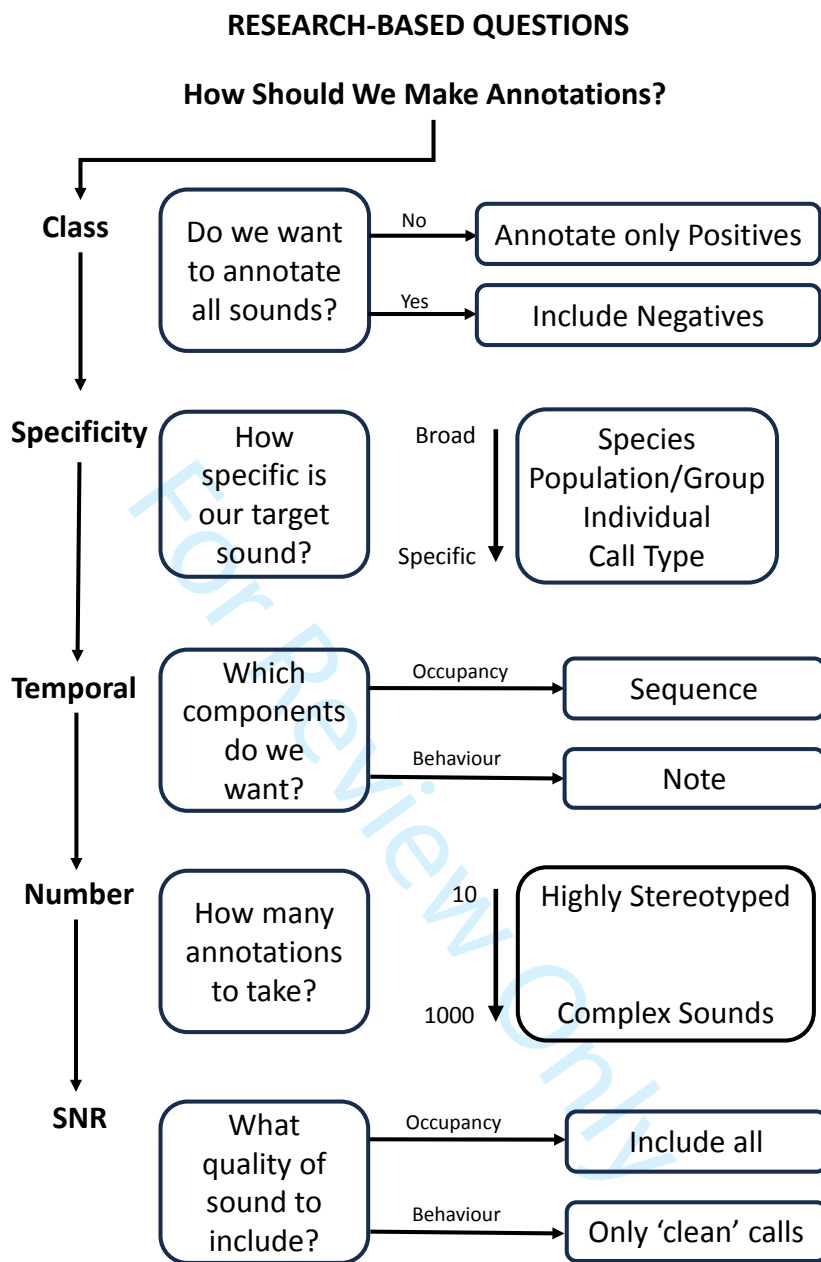 RESEARCH-BASED QUESTIONS
How Should We Make Annotations?
Class
Do we want
to annotate
all sounds?
No
Annotate only Positives
Yes
Include Negatives
Specificity
How
specific is
our target
sound?
Broad
Specific
Species
Population/Group
Individual
Call Type
Temporal
Which
components
do we
want?
Occupancy
Sequence
Behaviour
Note
Number
How many
annotations
to take?
10
1000
Highly Stereotyped
Complex Sounds
SNR
What
quality of
sound to
include?
Occupancy
Include all
Behaviour
Only ‘clean’ calls
For Review Only